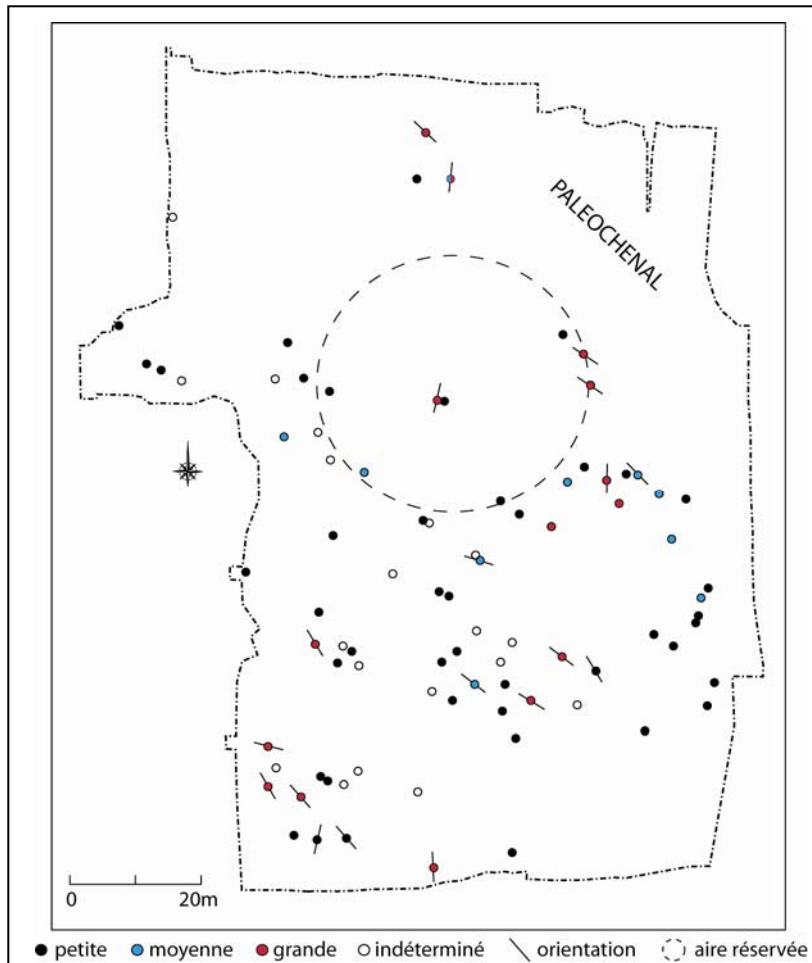 PALEOCHENAL
0 20m
petite moyenne grande indéterminé orientation aire réservée